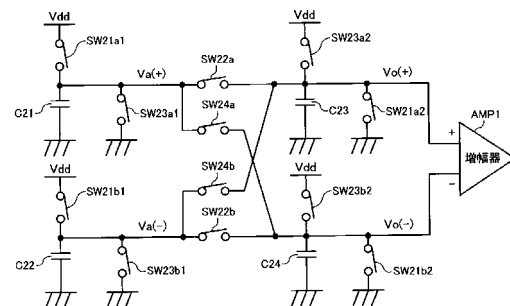 Vdd
SW21a1
Va(+)
C21
SW23a1
SW22a
SW24a
Vdd
SW23a2
Vo(+)
C23
SW21a2
AMP1
+
増幅器
−
Vdd
SW21b1
Va(−)
C22
SW23b1
SW24b
SW22b
Vdd
SW23b2
Vo(−)
C24
SW21b2